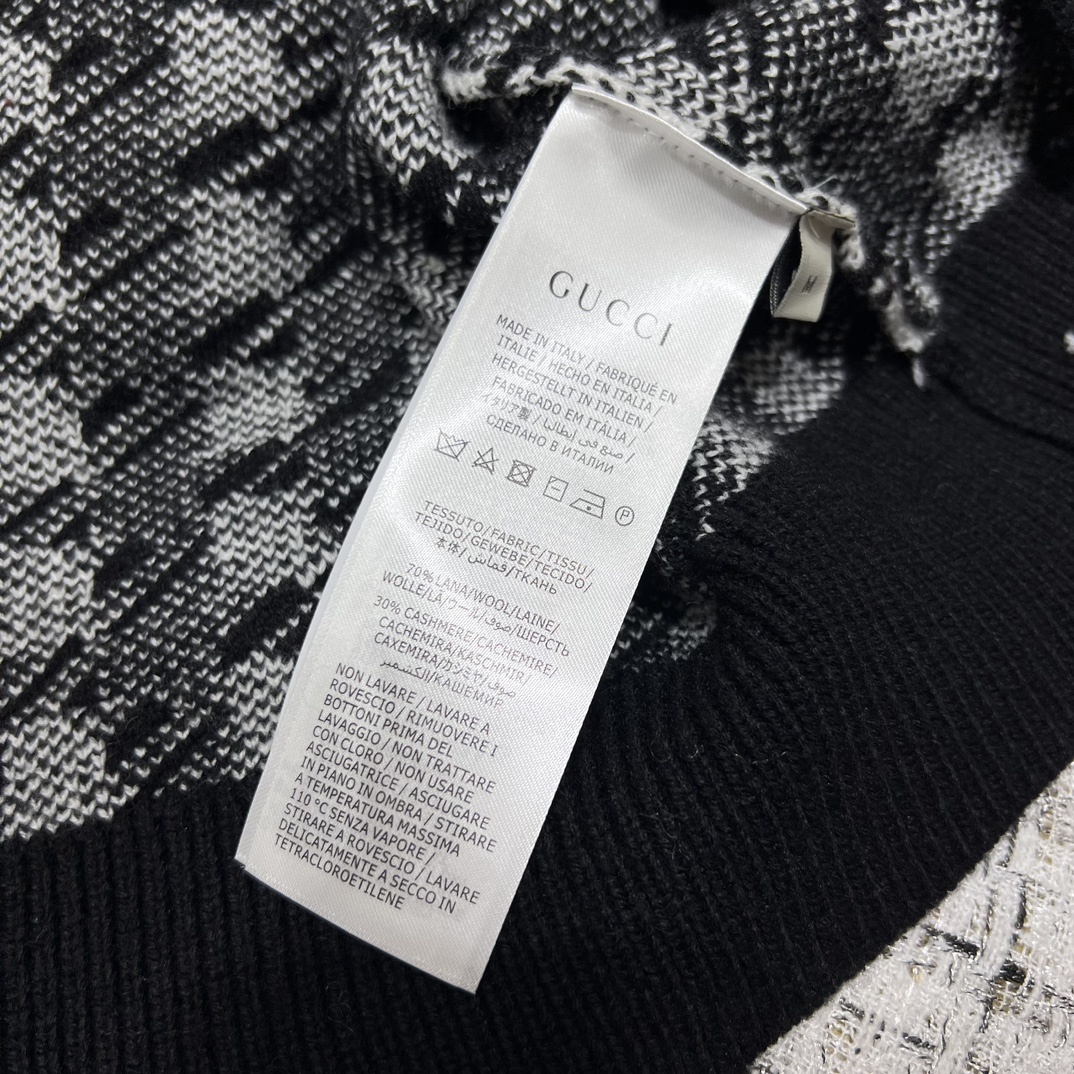 GUCCI
MADE IN ITALY / FABRIQUÉ EN
ITALIE / HECHO EN ITALIA /
HERGESTELLT IN ITALIEN /
FABRICADO EM ITÁLIA /
イタリア製 / صنع في إيطاليا /
СДЕЛАНО В ИТАЛИИ
P
TESSUTO/FABRIC/TISSU/
TEJIDO/GEWEBE/TECIDO/
本体/قماش/ТКАНЬ
70% LANA/WOOL/LAINE/
WOLLE/LÃ/ウール/صوف/ШЕРСТЬ
30% CASHMERE/CACHEMIRE/
CACHEMIRA/KASCHMIR/
CAXEMIRA/カシミヤ/صوف
الكشمير/КАШЕМИР
NON LAVARE / LAVARE A
ROVESCIO / RIMUOVERE I
BOTTONI PRIMA DEL
LAVAGGIO / NON TRATTARE
CON CLORO / NON USARE
ASCIUGATRICE / ASCIUGARE
IN PIANO IN OMBRA / STIRARE
A TEMPERATURA MASSIMA
110 °C SENZA VAPORE /
STIRARE A ROVESCIO / LAVARE
DELICATAMENTE A SECCO IN
TETRACLOROETILENE